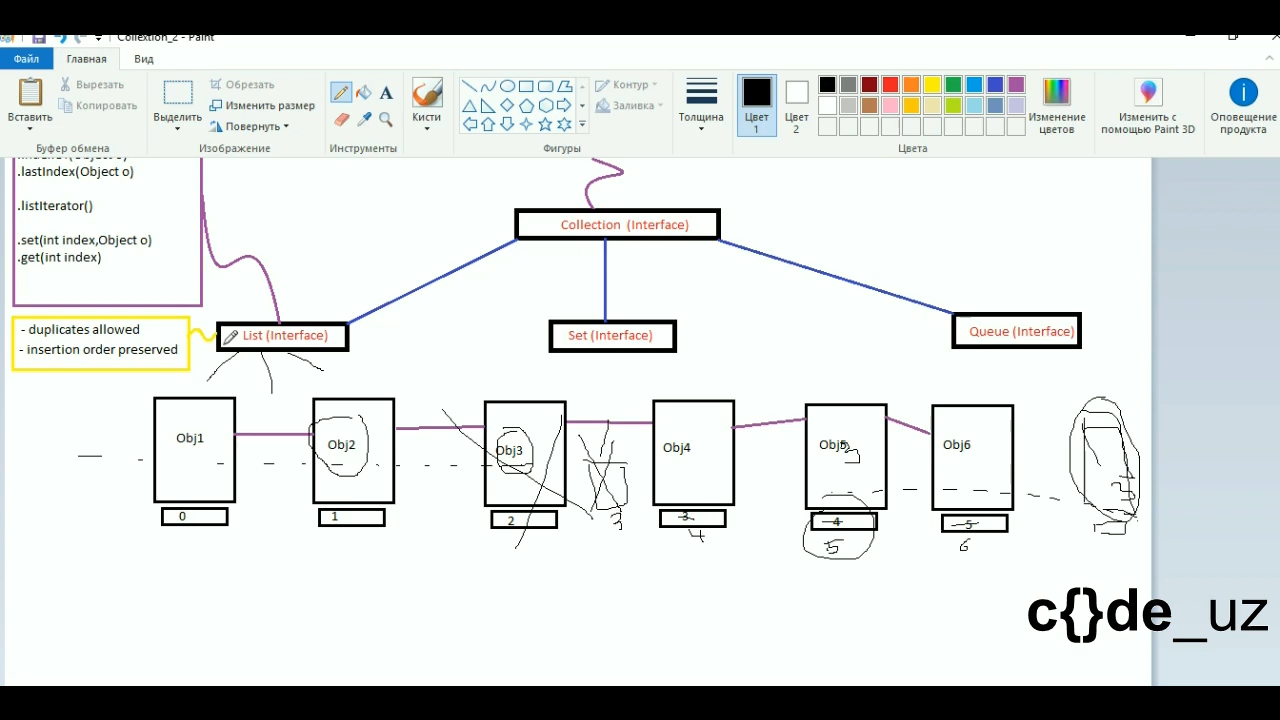 Collextion_2 - Paint
Файл
Главная
Вид
Вставить
Вырезать
Копировать
Буфер обмена
Выделить
Обрезать
Изменить размер
Повернуть
Изображение
A
Инструменты
Кисти
Контур
Заливка
Фигуры
Толщина
Цвет 1
Цвет 2
Изменение цветов
Цвета
Изменить с помощью Paint 3D
Оповещение продукта
.lastIndex(Object o)
.listIterator()
.set(int index,Object o)
.get(int index)
Collection (Interface)
- duplicates allowed
- insertion order preserved
List (Interface)
Set (Interface)
Queue (Interface)
Obj1
Obj2
Obj3
Obj4
Obj5
Obj6
0
1
2
3
3
4
5
4
5
6
c{}de_uz